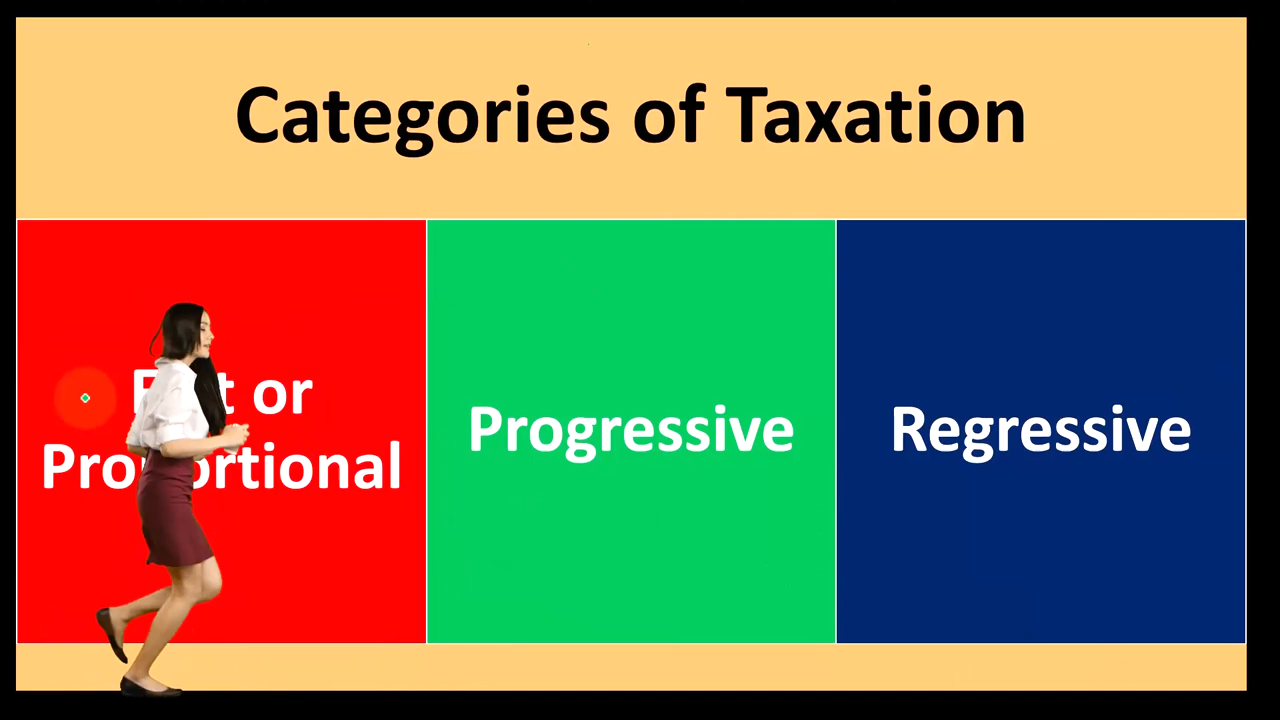 Categories of Taxation
or
Progressive
Regressive